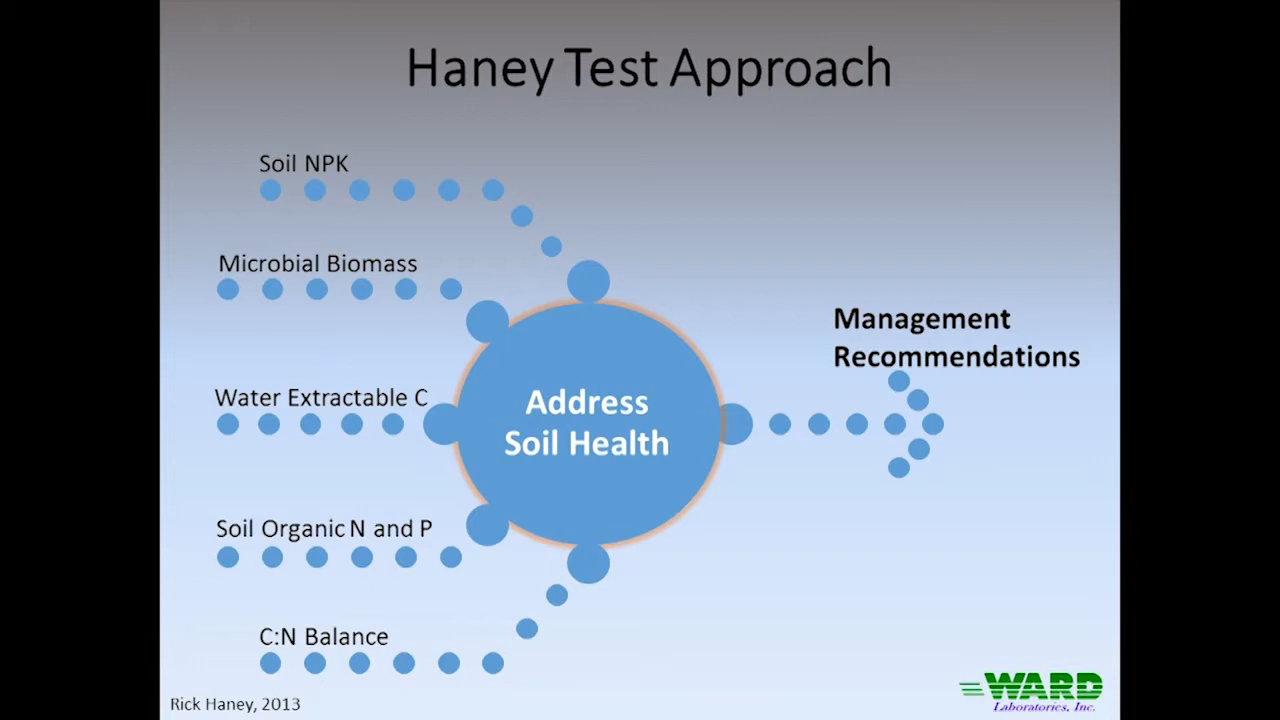 Haney Test Approach
Soil NPK
Microbial Biomass
Water Extractable C
Soil Organic N and P
C:N Balance
Address
Soil Health
Management
Recommendations
Rick Haney, 2013
WARD
Laboratories, Inc.